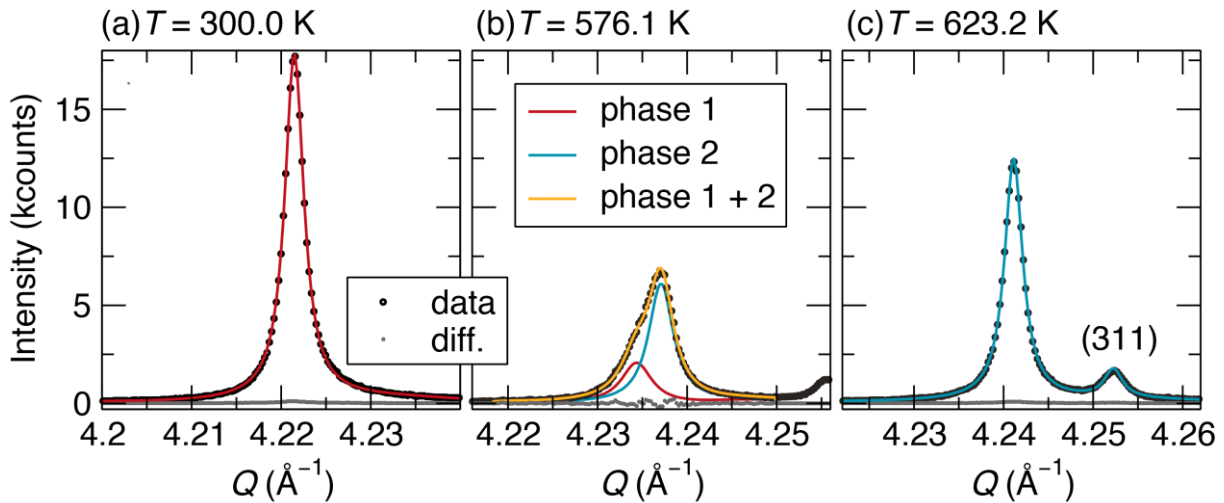 (a) T = 300.0 K
(b) T = 576.1 K
(c) T = 623.2 K
Intensity (kcounts)
15
10
5
0
phase 1
phase 2
phase 1 + 2
data
diff.
(311)
4.2 4.21 4.22 4.23
4.22 4.23 4.24 4.25
4.23 4.24 4.25 4.26
Q (Å⁻¹)
Q (Å⁻¹)
Q (Å⁻¹)